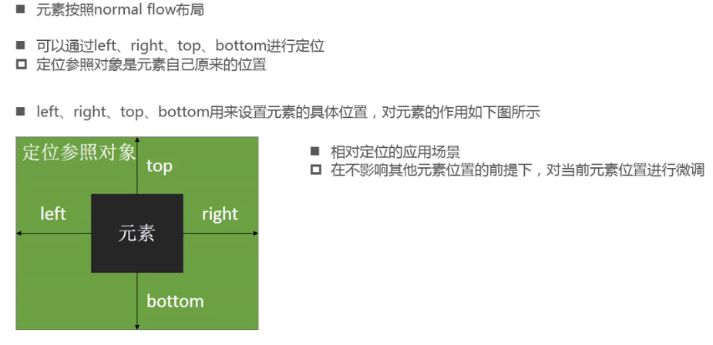 元素按照normal flow布局
可以通过left、right、top、bottom进行定位
定位参照对象是元素自己原来的位置
left、right、top、bottom用来设置元素的具体位置，对元素的作用如下图所示
定位参照对象
top
left
元素
right
bottom
相对定位的应用场景
在不影响其他元素位置的前提下，对当前元素位置进行微调